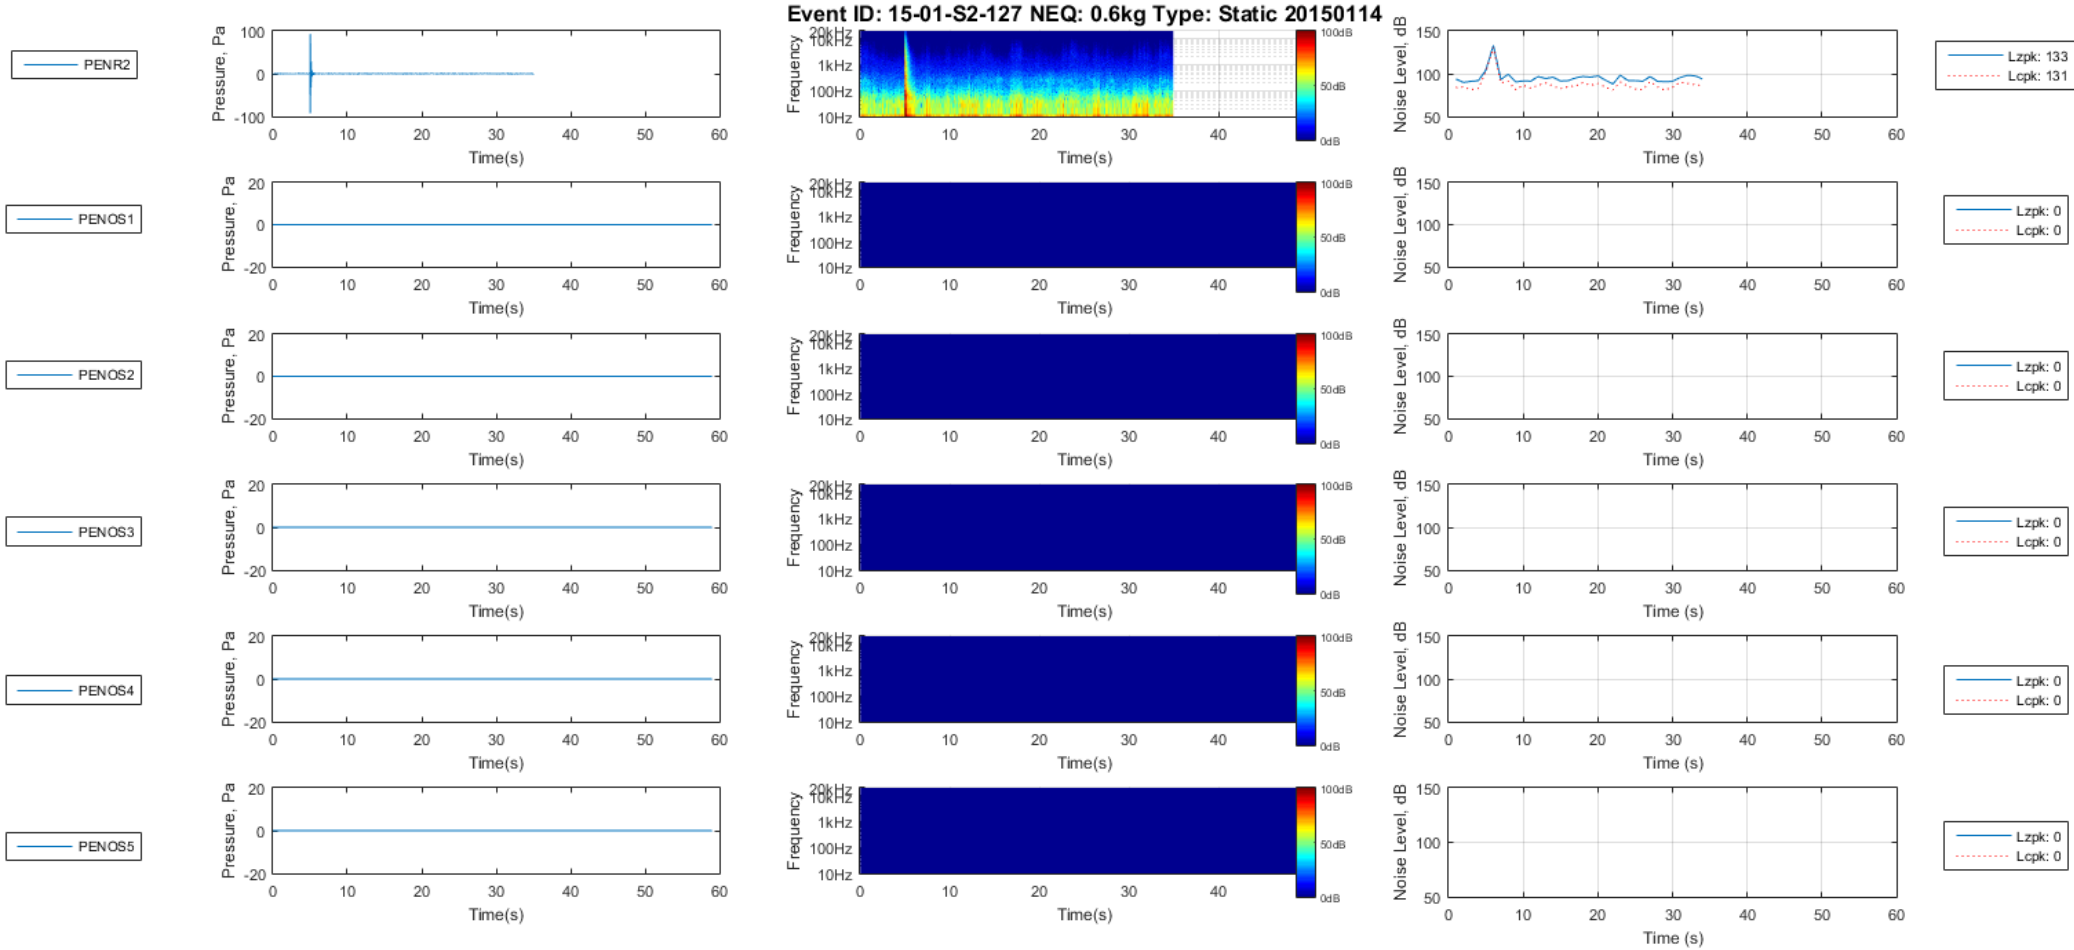 Event ID: 15-01-S2-127 NEQ: 0.6kg Type: Static 20150114
PENR2
Pressure, Pa
100
0
-100
0 10 20 30 40 50 60
Time(s)
Frequency
20kHz
10kHz
1kHz
100Hz
10Hz
0 10 20 30 40
Time(s)
100dB
50dB
0dB
Noise Level, dB
150
100
50
0 10 20 30 40 50 60
Time (s)
Lzpk: 133
Lcpk: 131
PENOS1
Pressure, Pa
20
0
-20
0 10 20 30 40 50 60
Time(s)
Frequency
20kHz
10kHz
1kHz
100Hz
10Hz
0 10 20 30 40
Time(s)
100dB
50dB
0dB
Noise Level, dB
150
100
50
0 10 20 30 40 50 60
Time (s)
Lzpk: 0
Lcpk: 0
PENOS2
Pressure, Pa
20
0
-20
0 10 20 30 40 50 60
Time(s)
Frequency
20kHz
10kHz
1kHz
100Hz
10Hz
0 10 20 30 40
Time(s)
100dB
50dB
0dB
Noise Level, dB
150
100
50
0 10 20 30 40 50 60
Time (s)
Lzpk: 0
Lcpk: 0
PENOS3
Pressure, Pa
20
0
-20
0 10 20 30 40 50 60
Time(s)
Frequency
20kHz
10kHz
1kHz
100Hz
10Hz
0 10 20 30 40
Time(s)
100dB
50dB
0dB
Noise Level, dB
150
100
50
0 10 20 30 40 50 60
Time (s)
Lzpk: 0
Lcpk: 0
PENOS4
Pressure, Pa
20
0
-20
0 10 20 30 40 50 60
Time(s)
Frequency
20kHz
10kHz
1kHz
100Hz
10Hz
0 10 20 30 40
Time(s)
100dB
50dB
0dB
Noise Level, dB
150
100
50
0 10 20 30 40 50 60
Time (s)
Lzpk: 0
Lcpk: 0
PENOS5
Pressure, Pa
20
0
-20
0 10 20 30 40 50 60
Time(s)
Frequency
20kHz
10kHz
1kHz
100Hz
10Hz
0 10 20 30 40
Time(s)
100dB
50dB
0dB
Noise Level, dB
150
100
50
0 10 20 30 40 50 60
Time (s)
Lzpk: 0
Lcpk: 0